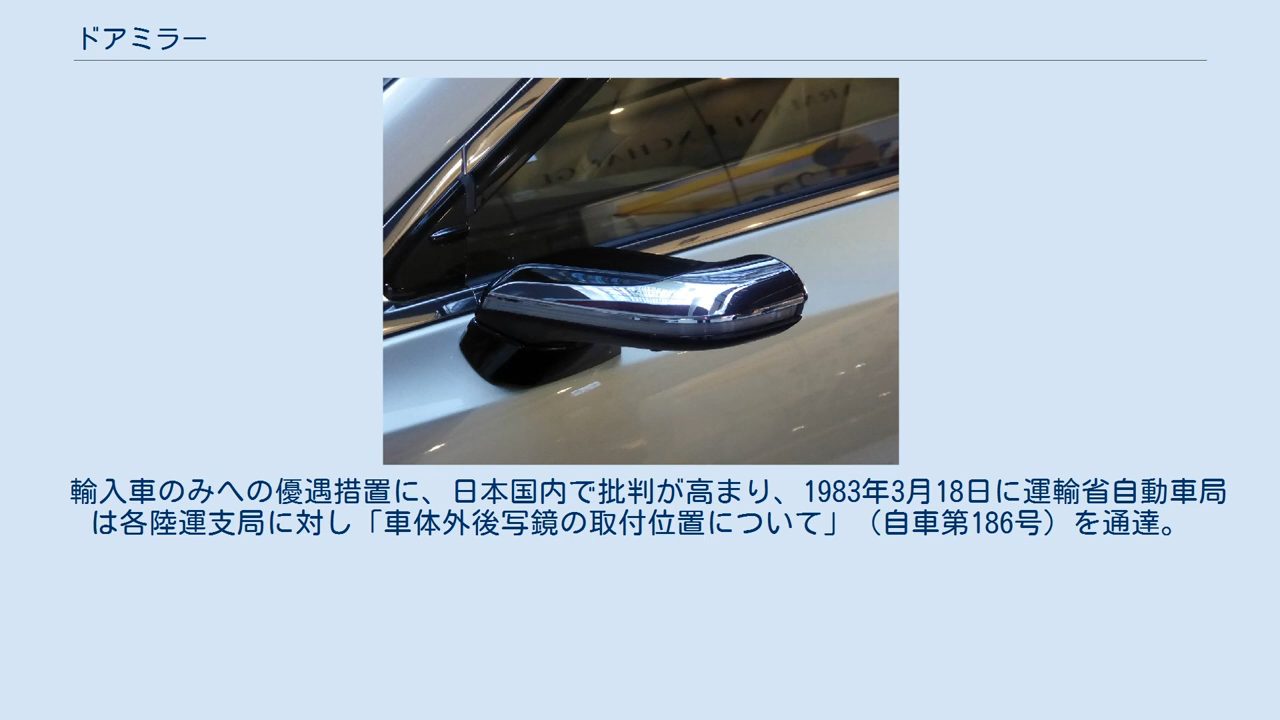 ドアミラー
輸入車のみへの優遇措置に、日本国内で批判が高まり、1983年3月18日に運輸省自動車局
は各陸運支局に対し「車体外後写鏡の取付位置について」（自車第186号）を通達。